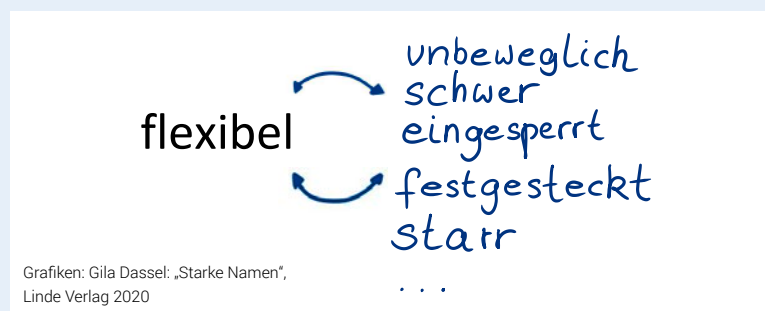 flexibel
unbeweglich
schwer
eingesperrt
festgesteckt
starr
...
Grafiken: Gila Dassel: „Starke Namen“,
Linde Verlag 2020